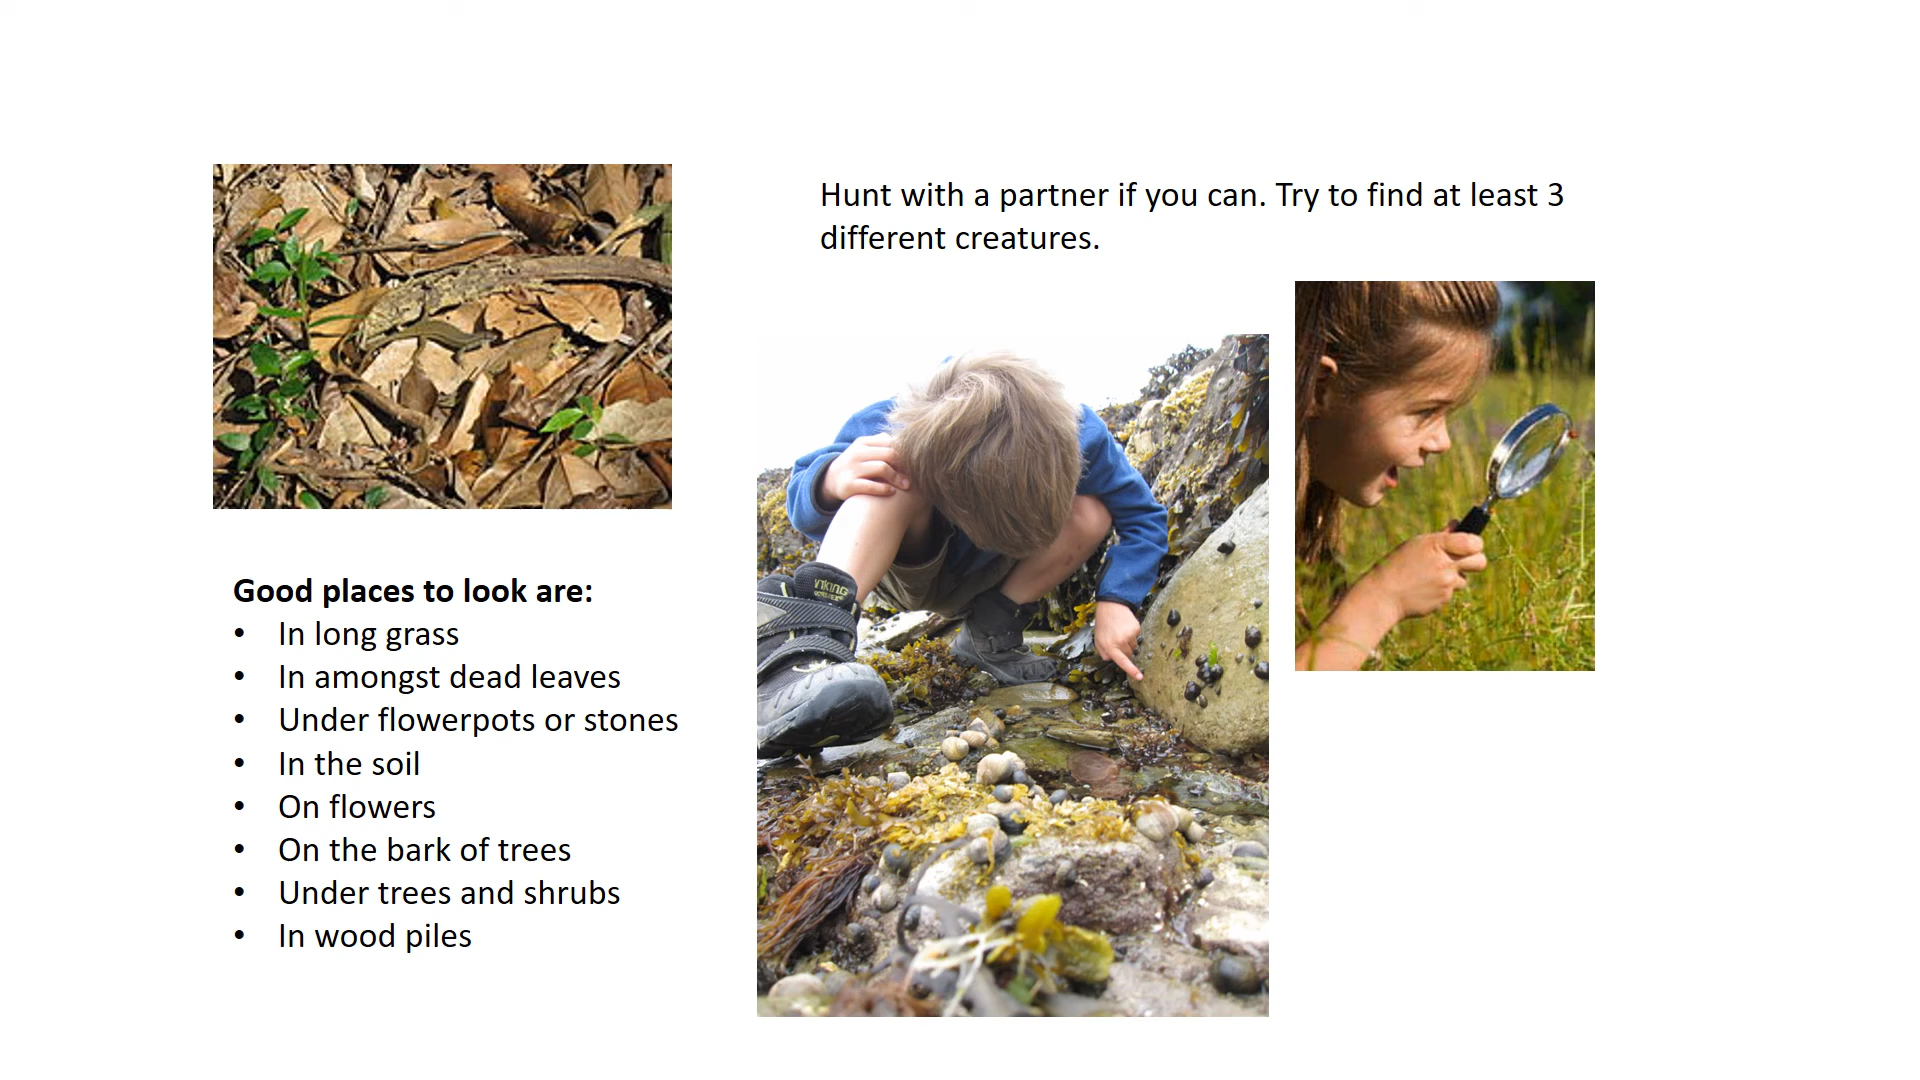 Hunt with a partner if you can. Try to find at least 3
different creatures.
Good places to look are:
• In long grass
• In amongst dead leaves
• Under flowerpots or stones
• In the soil
• On flowers
• On the bark of trees
• Under trees and shrubs
• In wood piles
VIKING